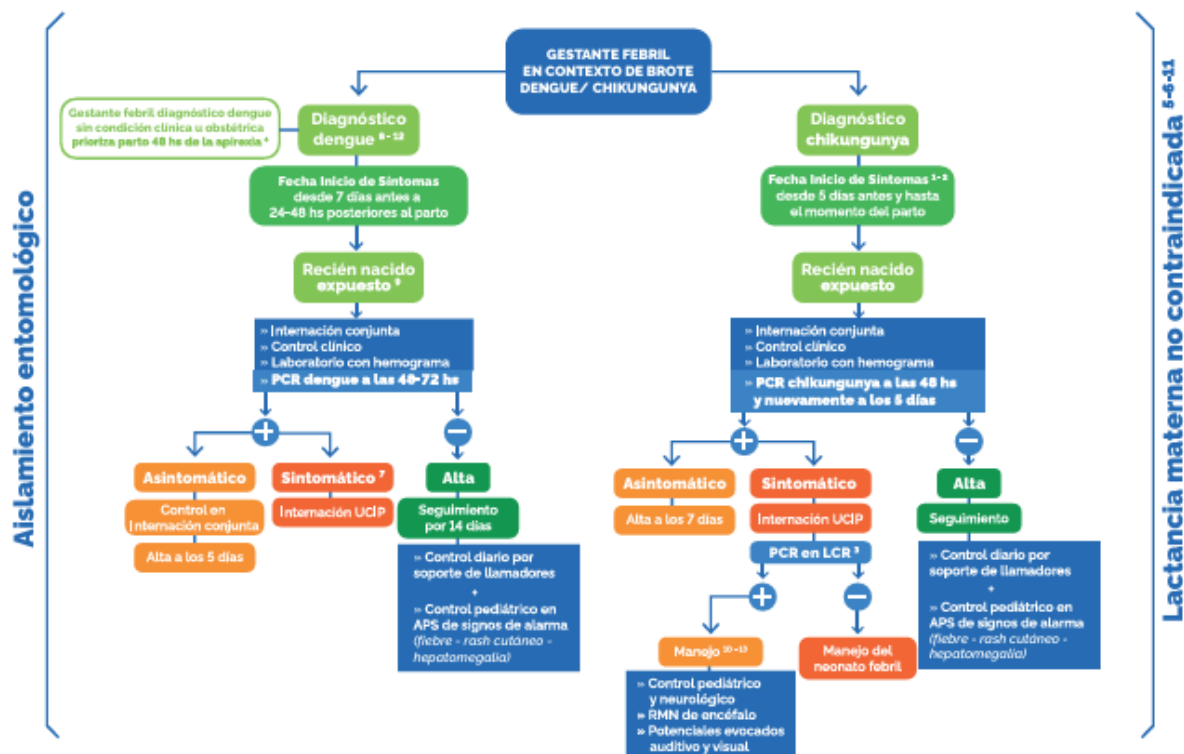 Aislamiento entomológico
GESTANTE FEBRIL
EN CONTEXTO DE BROTE
DENGUE/ CHIKUNGUNYA
Gestante febril diagnóstico dengue
sin condición clínica u obstétrica
prioriza parto 48 hs de la apirexia ⁴
Diagnóstico
dengue ⁸⁻¹²
Fecha Inicio de Síntomas
desde 7 días antes a
24-48 hs posteriores al parto
Recién nacido
expuesto ⁹
» Internación conjunta
» Control clínico
» Laboratorio con hemograma
» PCR dengue a las 48-72 hs
+
−
Asintomático
Control en
Internación conjunta
Alta a los 5 días
Sintomático ⁷
Internación UCIP
Alta
Seguimiento
por 14 días
» Control diario por
soporte de llamadores
+
» Control pediátrico en
APS de signos de alarma
(fiebre - rash cutáneo -
hepatomegalia)
Diagnóstico
chikungunya
Fecha Inicio de Síntomas ¹⁻²
desde 5 días antes y hasta
el momento del parto
Recién nacido
expuesto
» Internación conjunta
» Control clínico
» Laboratorio con hemograma
» PCR chikungunya a las 48 hs
y nuevamente a los 5 días
+
−
Asintomático
Alta a los 7 días
Sintomático
Internación UCIP
PCR en LCR ³
+
−
Manejo ¹⁰⁻¹³
» Control pediátrico
y neurológico
» RMN de encéfalo
» Potenciales evocados
auditivo y visual
Manejo del
neonato febril
Alta
Seguimiento
» Control diario por
soporte de llamadores
+
» Control pediátrico en
APS de signos de alarma
(fiebre - rash cutáneo -
hepatomegalia)
Lactancia materna no contraindicada ⁵⁻⁶⁻¹¹